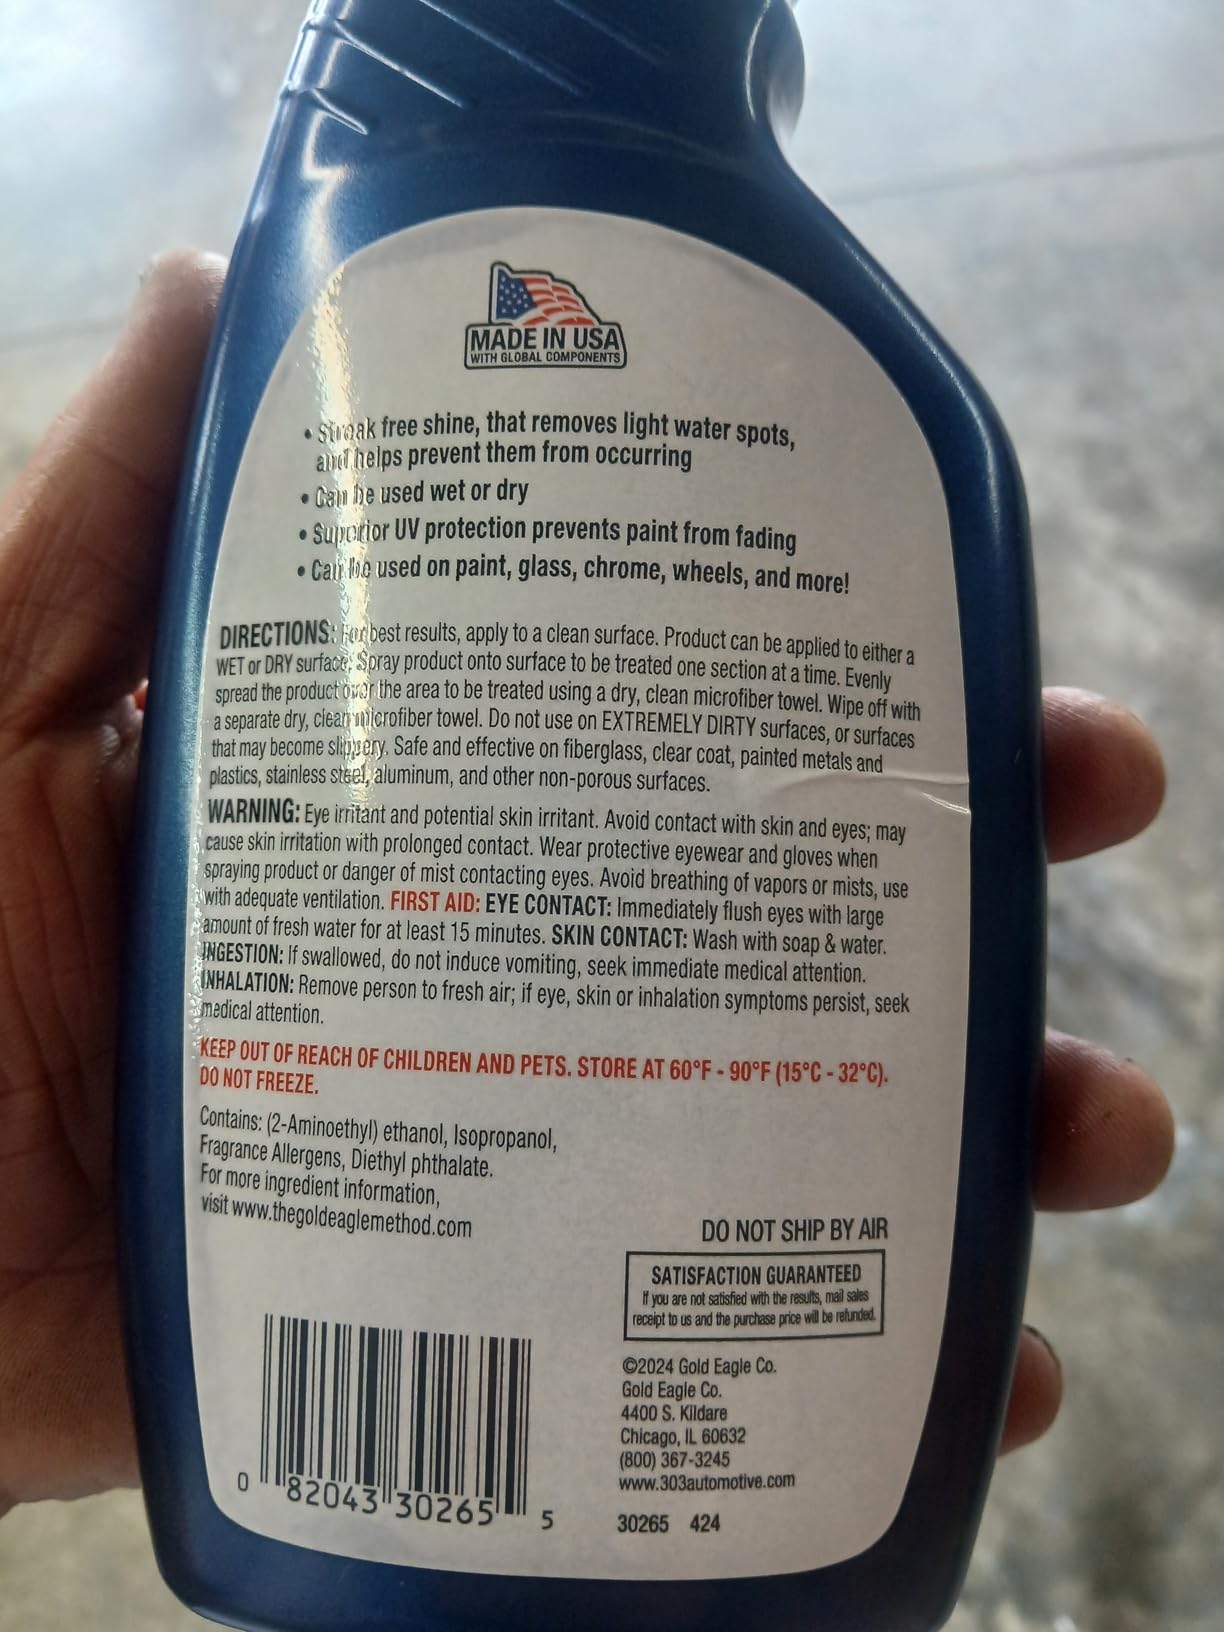 MADE IN USA
WITH GLOBAL COMPONENTS
• Streak free shine, that removes light water spots,
and helps prevent them from occurring
• Can be used wet or dry
• Superior UV protection prevents paint from fading
• Can be used on paint, glass, chrome, wheels, and more!
DIRECTIONS: For best results, apply to a clean surface. Product can be applied to either a
WET or DRY surface. Spray product onto surface to be treated one section at a time. Evenly
spread the product over the area to be treated using a dry, clean microfiber towel. Wipe off with
a separate dry, clean microfiber towel. Do not use on EXTREMELY DIRTY surfaces, or surfaces
that may become slippery. Safe and effective on fiberglass, clear coat, painted metals and
plastics, stainless steel, aluminum, and other non-porous surfaces.
WARNING: Eye irritant and potential skin irritant. Avoid contact with skin and eyes; may
cause skin irritation with prolonged contact. Wear protective eyewear and gloves when
spraying product or danger of mist contacting eyes. Avoid breathing of vapors or mists, use
with adequate ventilation. FIRST AID: EYE CONTACT: Immediately flush eyes with large
amount of fresh water for at least 15 minutes. SKIN CONTACT: Wash with soap & water.
INGESTION: If swallowed, do not induce vomiting, seek immediate medical attention.
INHALATION: Remove person to fresh air; if eye, skin or inhalation symptoms persist, seek
medical attention.
KEEP OUT OF REACH OF CHILDREN AND PETS. STORE AT 60°F - 90°F (15°C - 32°C).
DO NOT FREEZE.
Contains: (2-Aminoethyl) ethanol, Isopropanol,
Fragrance Allergens, Diethyl phthalate.
For more ingredient information,
visit www.thegoldeaglemethod.com
DO NOT SHIP BY AIR
SATISFACTION GUARANTEED
If you are not satisfied with the results, mail sales
receipt to us and the purchase price will be refunded.
©2024 Gold Eagle Co.
Gold Eagle Co.
4400 S. Kildare
Chicago, IL 60632
(800) 367-3245
www.303automotive.com
30265 424
0 82043 30265 5